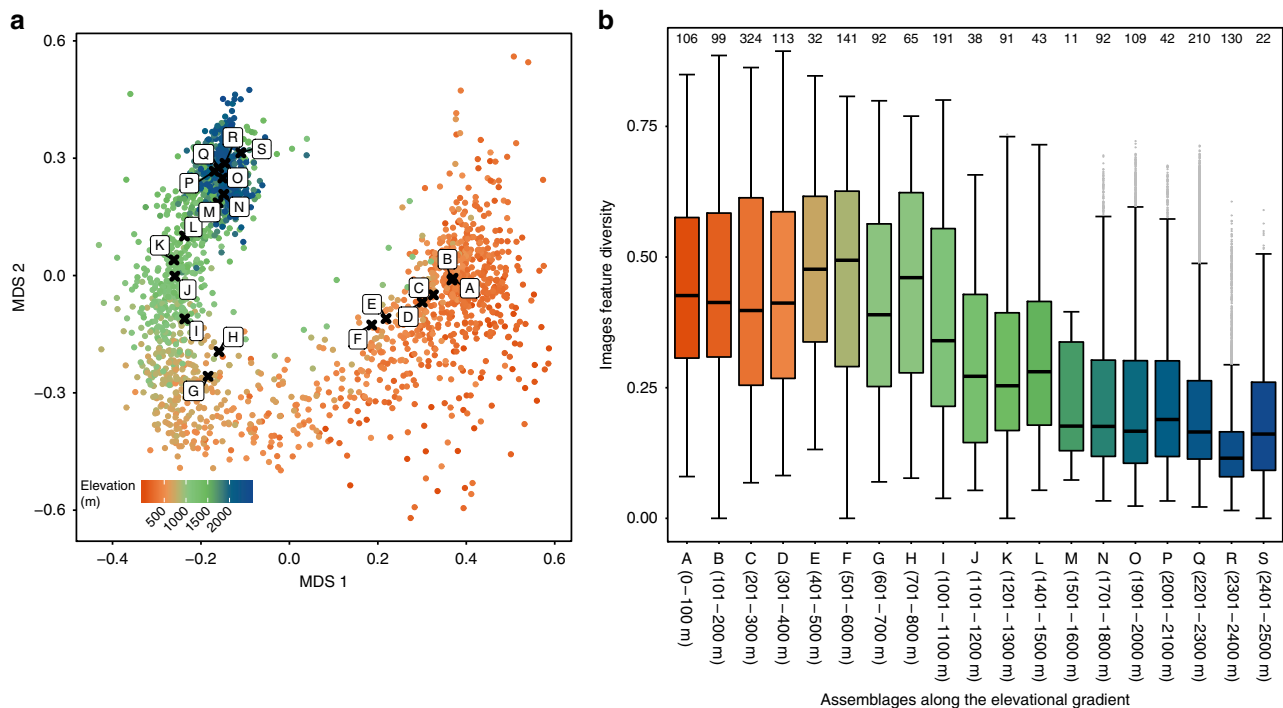 a
0.6
0.3
0.0
−0.3
−0.6
MDS 2
R
Q
S
P
O
M
N
L
K
J
I
H
G
B
C
A
E
D
F
Elevation
(m)
500
1000
1500
2000
−0.4
−0.2
0.0
0.2
0.4
0.6
MDS 1
b
106 99 324 113 32 141 92 65 191 38 91 43 11 92 109 42 210 130 22
0.75
0.50
0.25
0.00
Images feature diversity
A (0−100 m)
B (101−200 m)
C (201−300 m)
D (301−400 m)
E (401−500 m)
F (501−600 m)
G (601−700 m)
H (701−800 m)
I (1001−1100 m)
J (1101−1200 m)
K (1201−1300 m)
L (1401−1500 m)
M (1501−1600 m)
N (1701−1800 m)
O (1901−2000 m)
P (2001−2100 m)
Q (2201−2300 m)
R (2301−2400 m)
S (2401−2500 m)
Assemblages along the elevational gradient